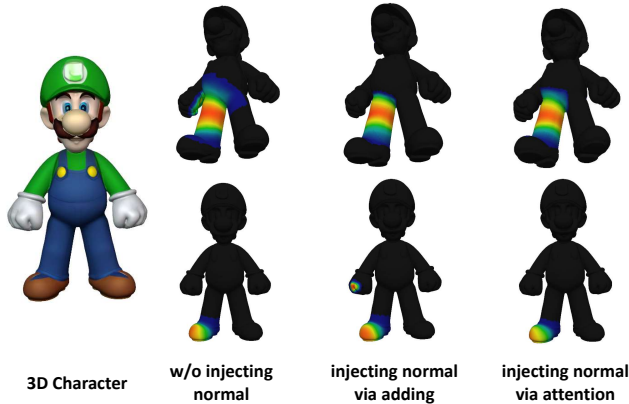 3D Character
w/o injecting
normal
injecting normal
via adding
injecting normal
via attention